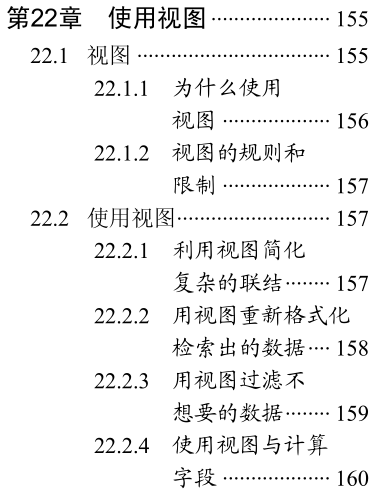 第22章 使用视图 ················ 155
22.1 视图 ························ 155
22.1.1 为什么使用
视图 ··················· 156
22.1.2 视图的规则和
限制 ··················· 157
22.2 使用视图··························· 157
22.2.1 利用视图简化
复杂的联结········ 157
22.2.2 用视图重新格式化
检索出的数据···· 158
22.2.3 用视图过滤不
想要的数据········ 159
22.2.4 使用视图与计算
字段 ··················· 160